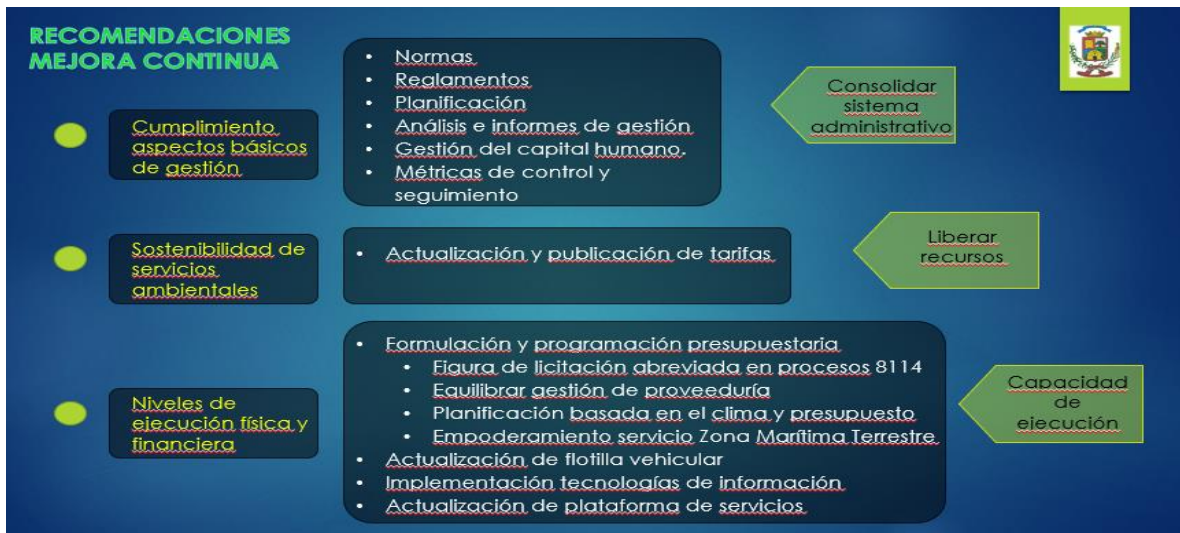 RECOMENDACIONES
MEJORA CONTINUA
Cumplimiento
aspectos básicos
de gestión
• Normas
• Reglamentos
• Planificación
• Análisis e informes de gestión
• Gestión del capital humano.
• Métricas de control y
seguimiento
Consolidar
sistema
administrativo
Sostenibilidad de
servicios
ambientales
• Actualización y publicación de tarifas
Liberar
recursos
Niveles de
ejecución física y
financiera
• Formulación y programación presupuestaria
• Figura de licitación abreviada en procesos 8114
• Equilibrar gestión de proveeduría
• Planificación basada en el clima y presupuesto
• Empoderamiento servicio Zona Marítima Terrestre
• Actualización de flotilla vehicular
• Implementación tecnologías de información
• Actualización de plataforma de servicios
Capacidad
de
ejecución